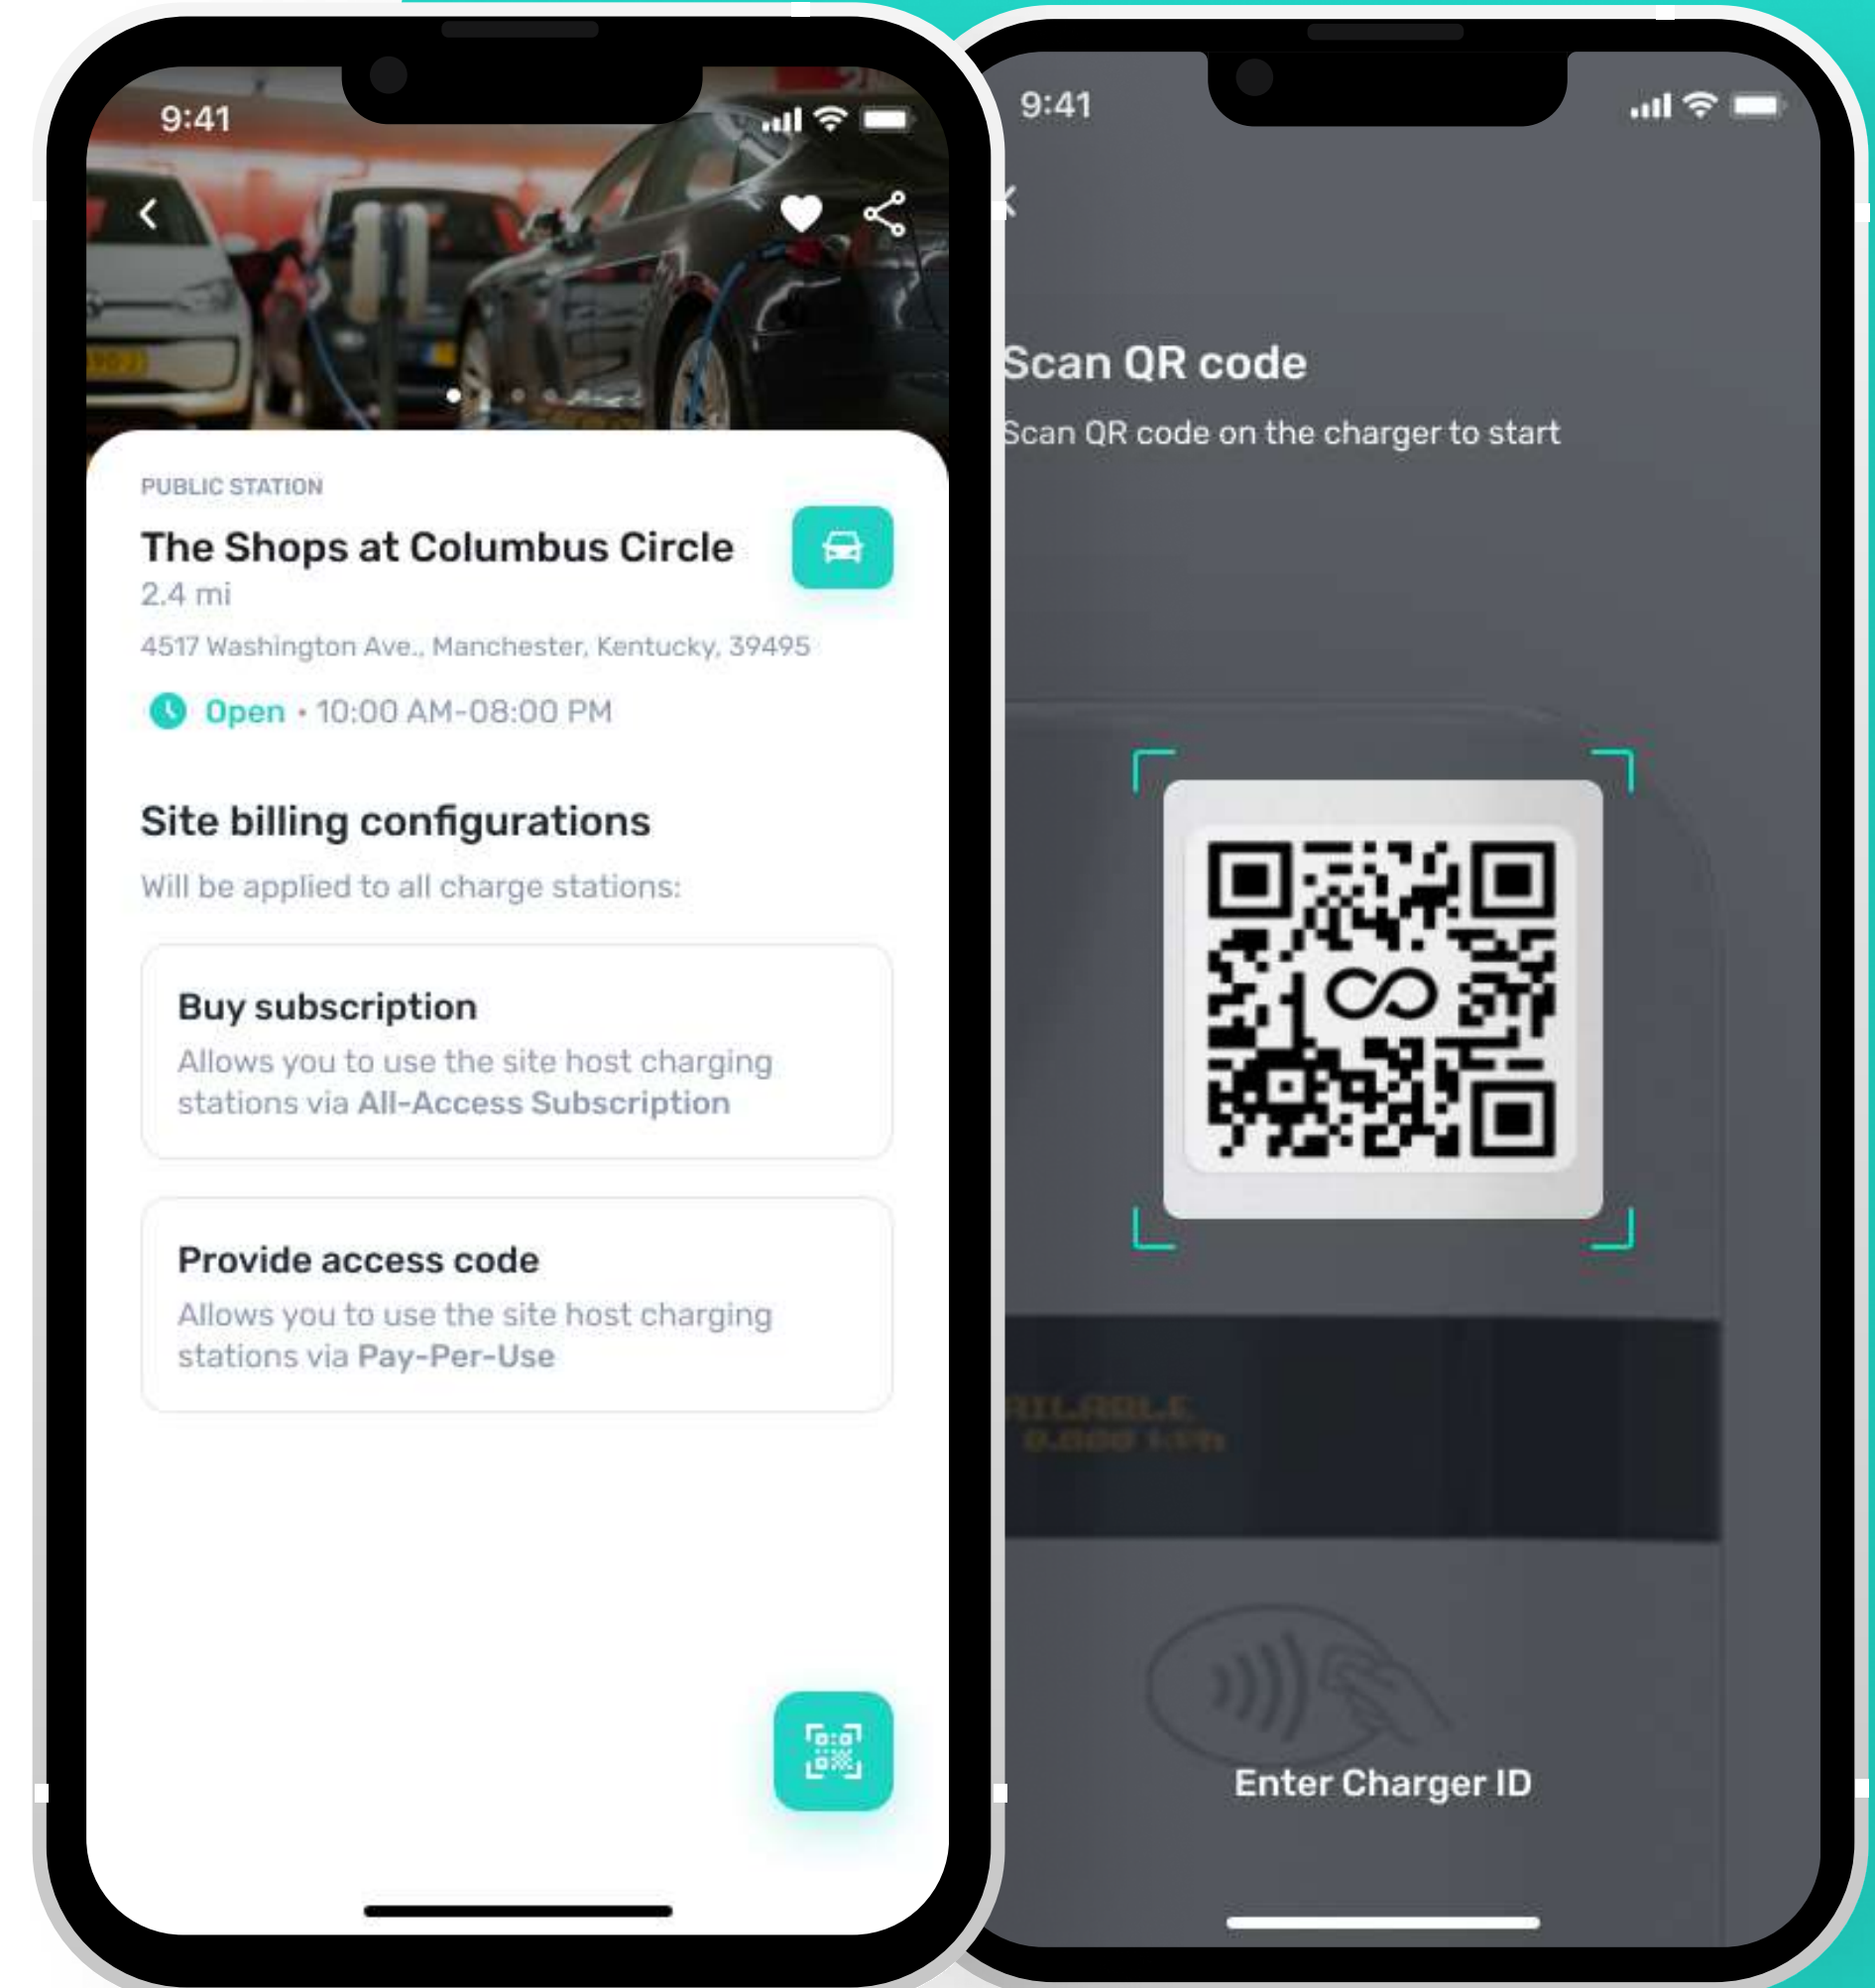 9:41
PUBLIC STATION
The Shops at Columbus Circle
2.4 mi
4517 Washington Ave., Manchester, Kentucky, 39495
Open • 10:00 AM-08:00 PM
Site billing configurations
Will be applied to all charge stations:
Buy subscription
Allows you to use the site host charging
stations via All-Access Subscription
Provide access code
Allows you to use the site host charging
stations via Pay-Per-Use
9:41
Scan QR code
Scan QR code on the charger to start
Enter Charger ID